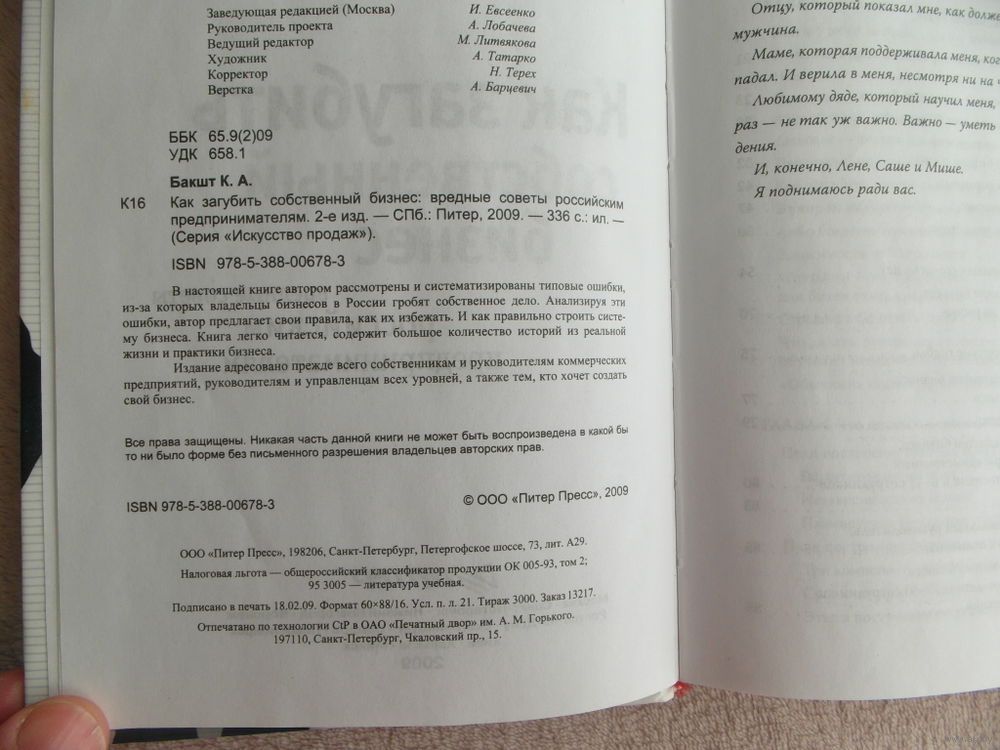 Заведующая редакцией (Москва) И. Евсеенко
Руководитель проекта А. Лобачева
Ведущий редактор М. Литвякова
Художник А. Татарко
Корректор Н. Терех
Верстка А. Барцевич
ББК 65.9(2)09
УДК 658.1
Бакшт К. А.
К16 Как загубить собственный бизнес: вредные советы российским
предпринимателям. 2-е изд. — СПб.: Питер, 2009. — 336 с.: ил. —
(Серия «Искусство продаж»).
ISBN 978-5-388-00678-3
В настоящей книге автором рассмотрены и систематизированы типовые ошибки,
из-за которых владельцы бизнесов в России гробят собственное дело. Анализируя эти
ошибки, автор предлагает свои правила, как их избежать. И как правильно строить систе-
му бизнеса. Книга легко читается, содержит большое количество историй из реальной
жизни и практики бизнеса.
Издание адресовано прежде всего собственникам и руководителям коммерческих
предприятий, руководителям и управленцам всех уровней, а также тем, кто хочет создать
свой бизнес.
Все права защищены. Никакая часть данной книги не может быть воспроизведена в какой бы
то ни было форме без письменного разрешения владельцев авторских прав.
ISBN 978-5-388-00678-3 © ООО «Питер Пресс», 2009
ООО «Питер Пресс», 198206, Санкт-Петербург, Петергофское шоссе, 73, лит. А29.
Налоговая льгота — общероссийский классификатор продукции ОК 005-93, том 2;
95 3005 — литература учебная.
Подписано в печать 18.02.09. Формат 60×88/16. Усл. п. л. 21. Тираж 3000. Заказ 13217.
Отпечатано по технологии CtP в ОАО «Печатный двор» им. А. М. Горького.
197110, Санкт-Петербург, Чкаловский пр., 15.
Отцу, который показал мне, как
мужчина.
Маме, которая поддерживала меня,
падал. И верила в меня, несмотря ни на
Любимому дяде, который научил меня,
раз — не так уж важно. Важно — уметь
дения.
И, конечно, Лене, Саше и Мише.
Я поднимаюсь ради вас.